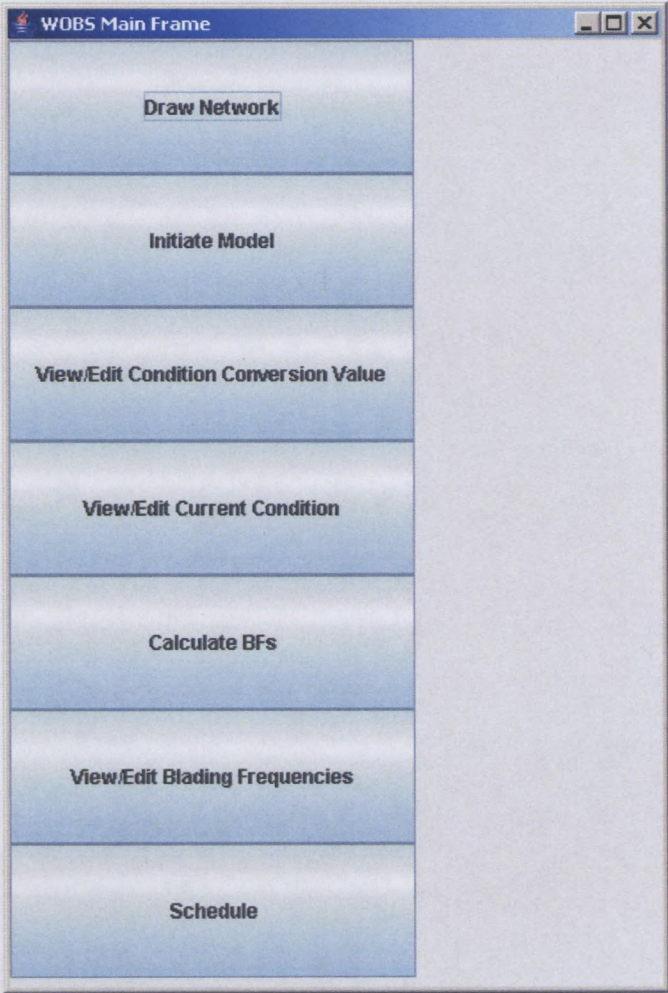 WOBS Main Frame
Draw Network
Initiate Model
View/Edit Condition Conversion Value
View/Edit Current Condition
Calculate BFs
View/Edit Blading Frequencies
Schedule